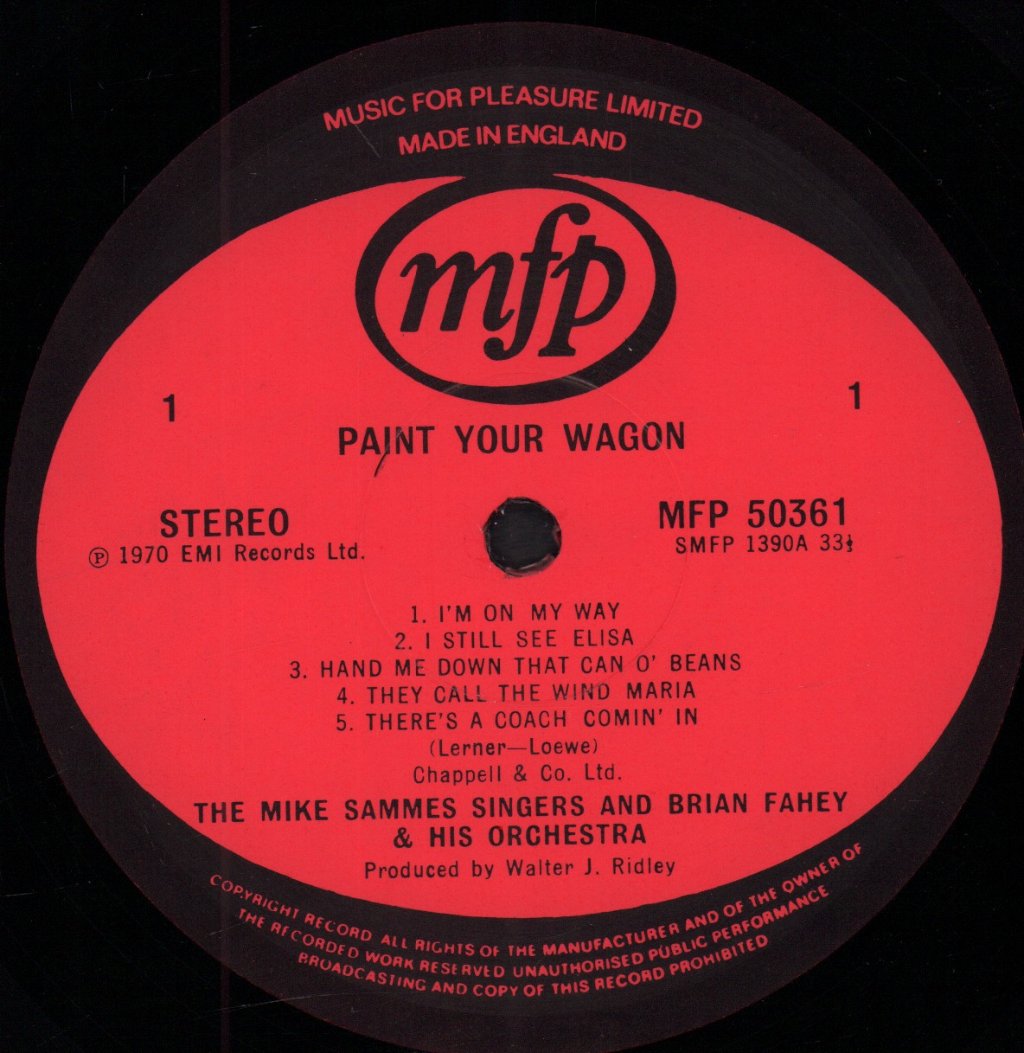 MUSIC FOR PLEASURE LIMITED
MADE IN ENGLAND
mfp
1 1
PAINT YOUR WAGON
STEREO MFP 50361
Ⓟ 1970 EMI Records Ltd. SMFP 1390A 33⅓
1. I'M ON MY WAY
2. I STILL SEE ELISA
3. HAND ME DOWN THAT CAN O' BEANS
4. THEY CALL THE WIND MARIA
5. THERE'S A COACH COMIN' IN
(Lerner—Loewe)
Chappell & Co. Ltd.
THE MIKE SAMMES SINGERS AND BRIAN FAHEY
& HIS ORCHESTRA
Produced by Walter J. Ridley
COPYRIGHT RECORD ALL RIGHTS OF THE MANUFACTURER AND OF THE OWNER OF
THE RECORDED WORK RESERVED UNAUTHORISED PUBLIC PERFORMANCE
BROADCASTING AND COPY OF THIS RECORD PROHIBITED